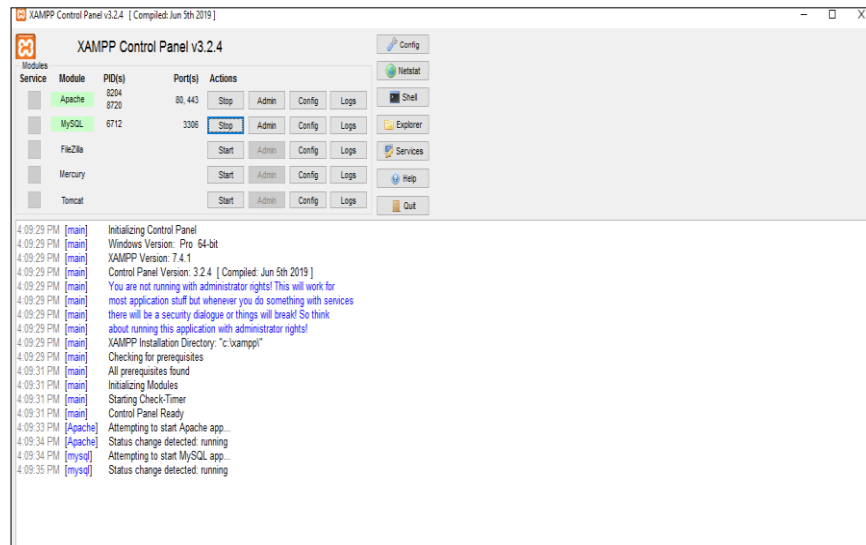 XAMPP Control Panel v3.2.4 [ Compiled: Jun 5th 2019 ]
XAMPP Control Panel v3.2.4
Config
Modules
Service Module PID(s) Port(s) Actions
Netstat
Apache 8204 8720 80, 443 Stop Admin Config Logs
Shell
MySQL 6712 3306 Stop Admin Config Logs
Explorer
FileZilla Start Admin Config Logs
Services
Mercury Start Admin Config Logs
Help
Tomcat Start Admin Config Logs
Quit
4:09:29 PM [main] Initializing Control Panel
4:09:29 PM [main] Windows Version: Pro 64-bit
4:09:29 PM [main] XAMPP Version: 7.4.1
4:09:29 PM [main] Control Panel Version: 3.2.4 [ Compiled: Jun 5th 2019 ]
4:09:29 PM [main] You are not running with administrator rights! This will work for
4:09:29 PM [main] most application stuff but whenever you do something with services
4:09:29 PM [main] there will be a security dialogue or things will break! So think
4:09:29 PM [main] about running this application with administrator rights!
4:09:29 PM [main] XAMPP Installation Directory: "c:\xampp\"
4:09:29 PM [main] Checking for prerequisites
4:09:31 PM [main] All prerequisites found
4:09:31 PM [main] Initializing Modules
4:09:31 PM [main] Starting Check-Timer
4:09:31 PM [main] Control Panel Ready
4:09:33 PM [Apache] Attempting to start Apache app...
4:09:34 PM [Apache] Status change detected: running
4:09:34 PM [mysql] Attempting to start MySQL app...
4:09:35 PM [mysql] Status change detected: running